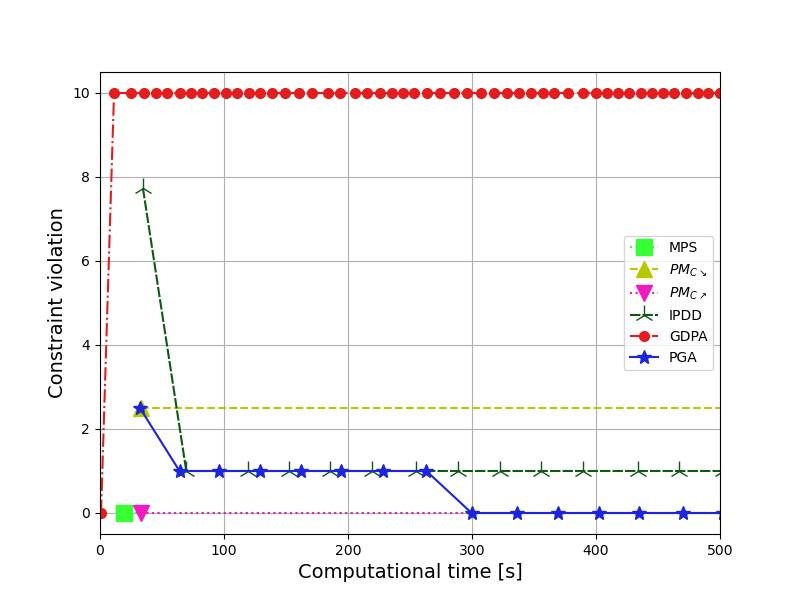 10
8
6
4
2
0
Constraint violation
MPS
PM_{C↘}
PM_{C↗}
IPDD
GDPA
PGA
0 100 200 300 400 500
Computational time [s]